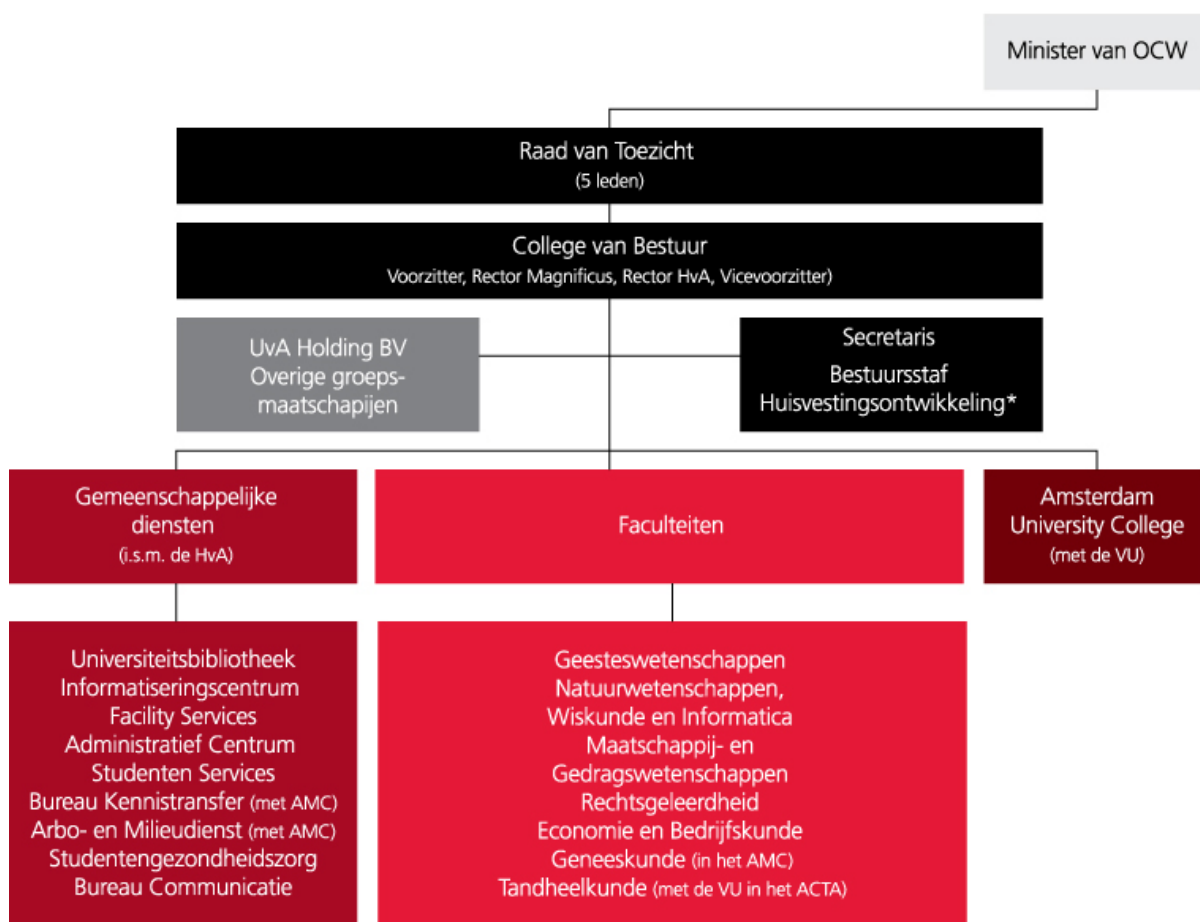 Minister van OCW
Raad van Toezicht
(5 leden)
College van Bestuur
Voorzitter, Rector Magnificus, Rector HvA, Vicevoorzitter)
UvA Holding BV
Overige groeps-
maatschapijen
Secretaris
Bestuursstaf
Huisvestingsontwikkeling*
Gemeenschappelijke
diensten
(i.s.m. de HvA)
Faculteiten
Amsterdam
University College
(met de VU)
Universiteitsbibliotheek
Informatiseringscentrum
Facility Services
Administratief Centrum
Studenten Services
Bureau Kennistransfer (met AMC)
Arbo- en Milieudienst (met AMC)
Studentengezondheidszorg
Bureau Communicatie
Geesteswetenschappen
Natuurwetenschappen,
Wiskunde en Informatica
Maatschappij- en
Gedragswetenschappen
Rechtsgeleerdheid
Economie en Bedrijfskunde
Geneeskunde (in het AMC)
Tandheelkunde (met de VU in het ACTA)